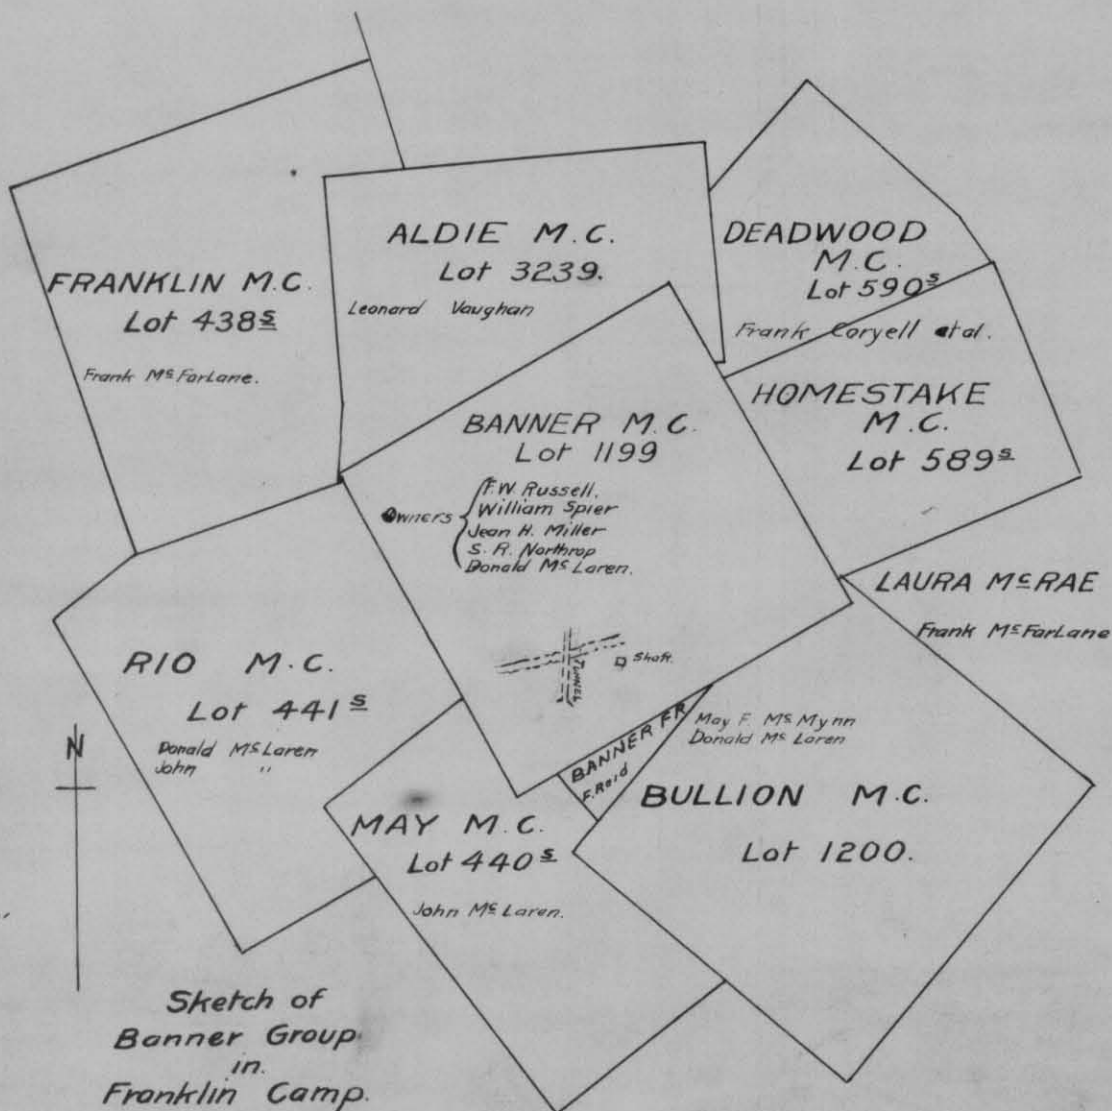 FRANKLIN M.C.
Lot 438ˢ
Frank McFarLane.
ALDIE M.C.
Lot 3239.
Leonard Vaughan
DEADWOOD
M.C.
Lot 590ˢ
Frank Coryell et al.
HOMESTAKE
M.C.
Lot 589ˢ
BANNER M.C.
Lot 1199
Owners
F.W. Russell.
William Spier
Jean H. Miller
S. R. Northrop
Donald McLaren.
TUNNEL
Shaft.
LAURA McRAE
Frank McFarLane
RIO M.C.
Lot 441ˢ
Donald McLaren
John "
N
BANNER FR
F. Reid
May F. McMynn
Donald McLaren
BULLION M.C.
Lot 1200.
MAY M.C.
Lot 440ˢ
John McLaren.
Sketch of
Banner Group
in.
Franklin Camp.